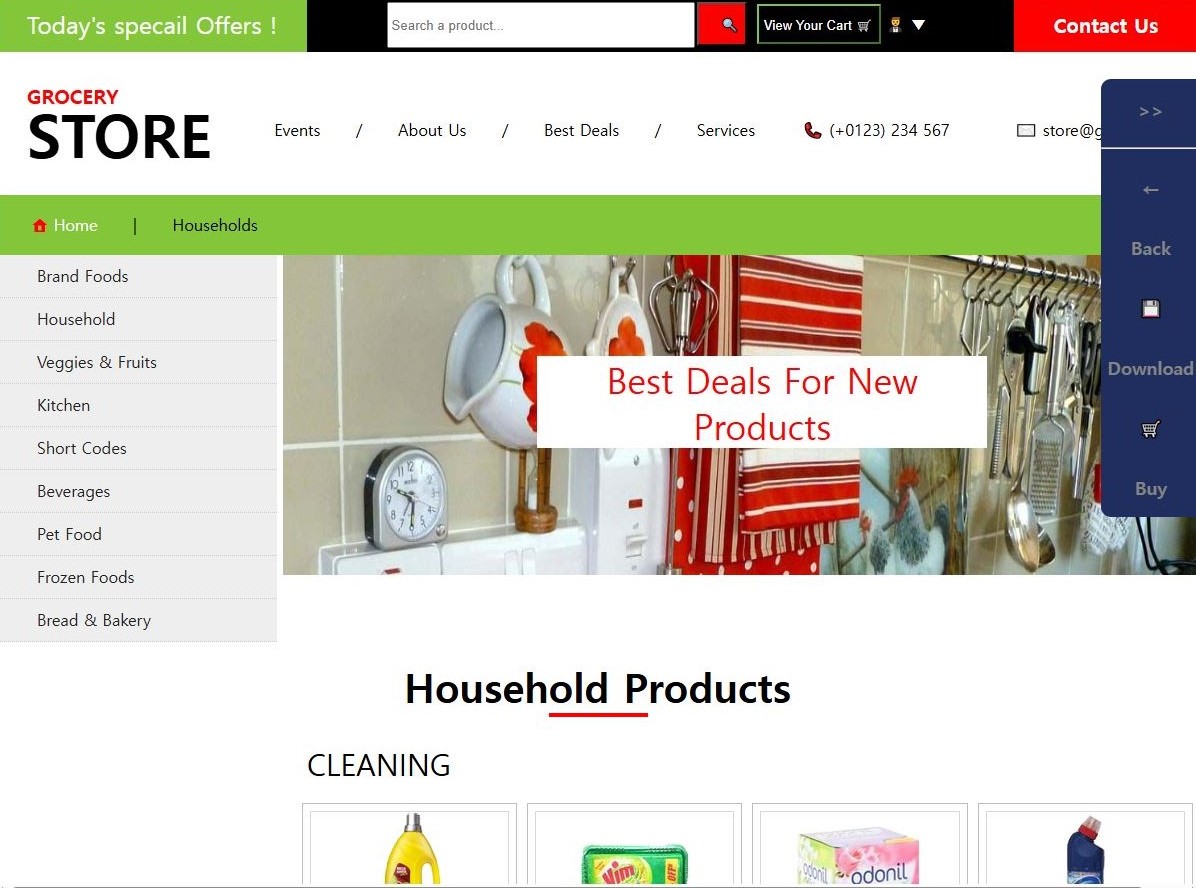 Today's specail Offers !
Search a product...
View Your Cart
Contact Us
GROCERY
STORE
Events / About Us / Best Deals / Services
(+0123) 234 567
store@g
>>
←
Back
Download
Buy
Home | Households
Brand Foods
Household
Veggies & Fruits
Kitchen
Short Codes
Beverages
Pet Food
Frozen Foods
Bread & Bakery
Best Deals For New
Products
Household Products
CLEANING
Vim
odonil
odonil